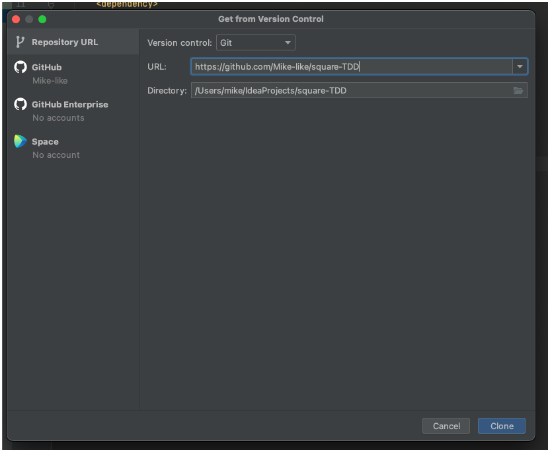 11 <dependency>
Get from Version Control
Repository URL
Version control: Git
GitHub
Mike-like
URL: https://github.com/Mike-like/square-TDD
Directory: /Users/mike/IdeaProjects/square-TDD
GitHub Enterprise
No accounts
Space
No account
Cancel Clone